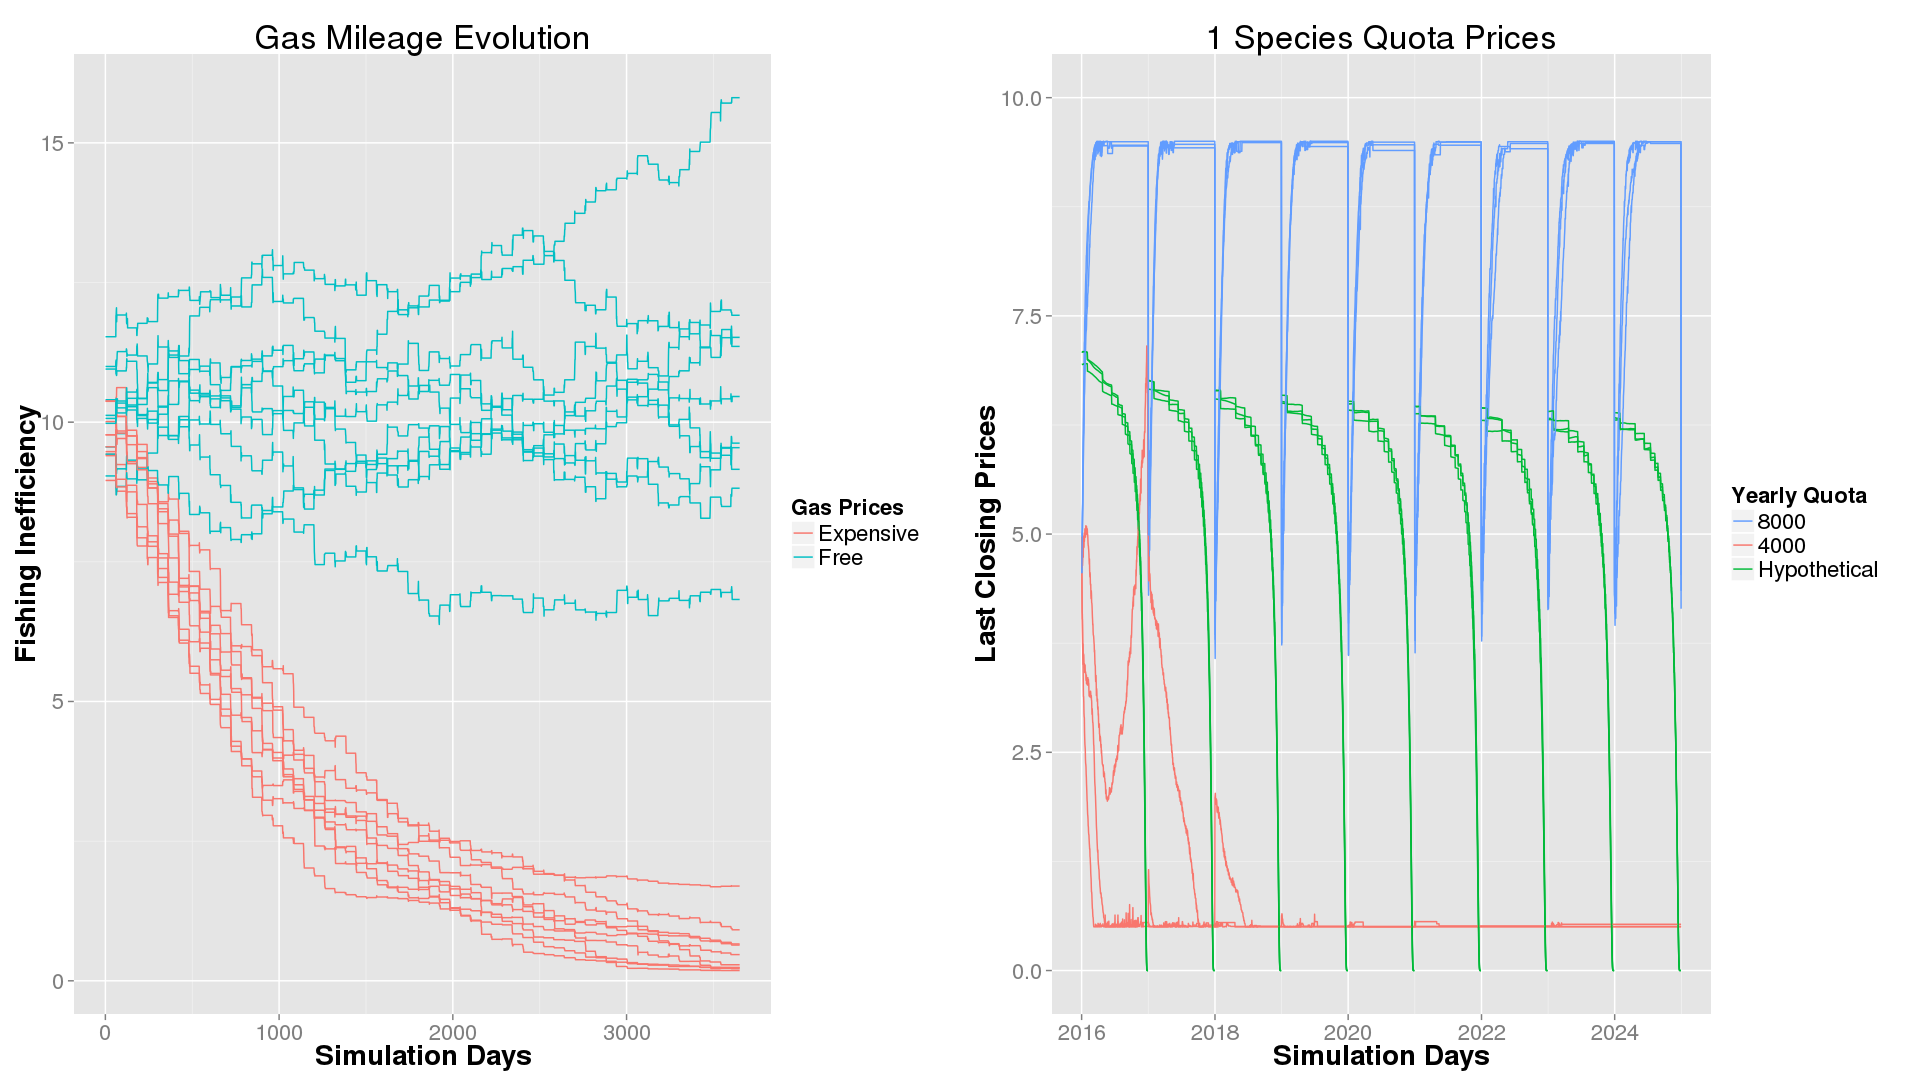 Gas Mileage Evolution
15
10
5
0
Fishing Inefficiency
0 1000 2000 3000
Simulation Days
Gas Prices
Expensive
Free
1 Species Quota Prices
10.0
7.5
5.0
2.5
0.0
Last Closing Prices
2016 2018 2020 2022 2024
Simulation Days
Yearly Quota
8000
4000
Hypothetical